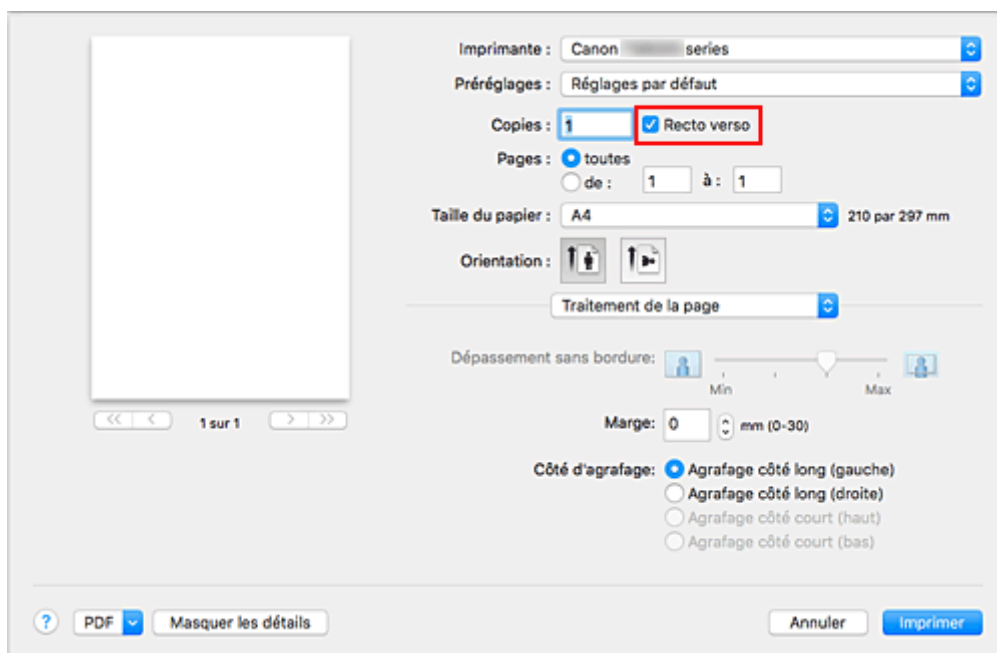 Imprimante : Canon series
Préréglages : Réglages par défaut
Copies : 1 Recto verso
Pages : toutes
de : 1 à : 1
Taille du papier : A4 210 par 297 mm
Orientation :
Traitement de la page
Dépassement sans bordure:
Min Max
Marge: 0 mm (0-30)
Côté d'agrafage: Agrafage côté long (gauche)
Agrafage côté long (droite)
Agrafage côté court (haut)
Agrafage côté court (bas)
<< < 1 sur 1 > >>
? PDF Masquer les détails Annuler Imprimer